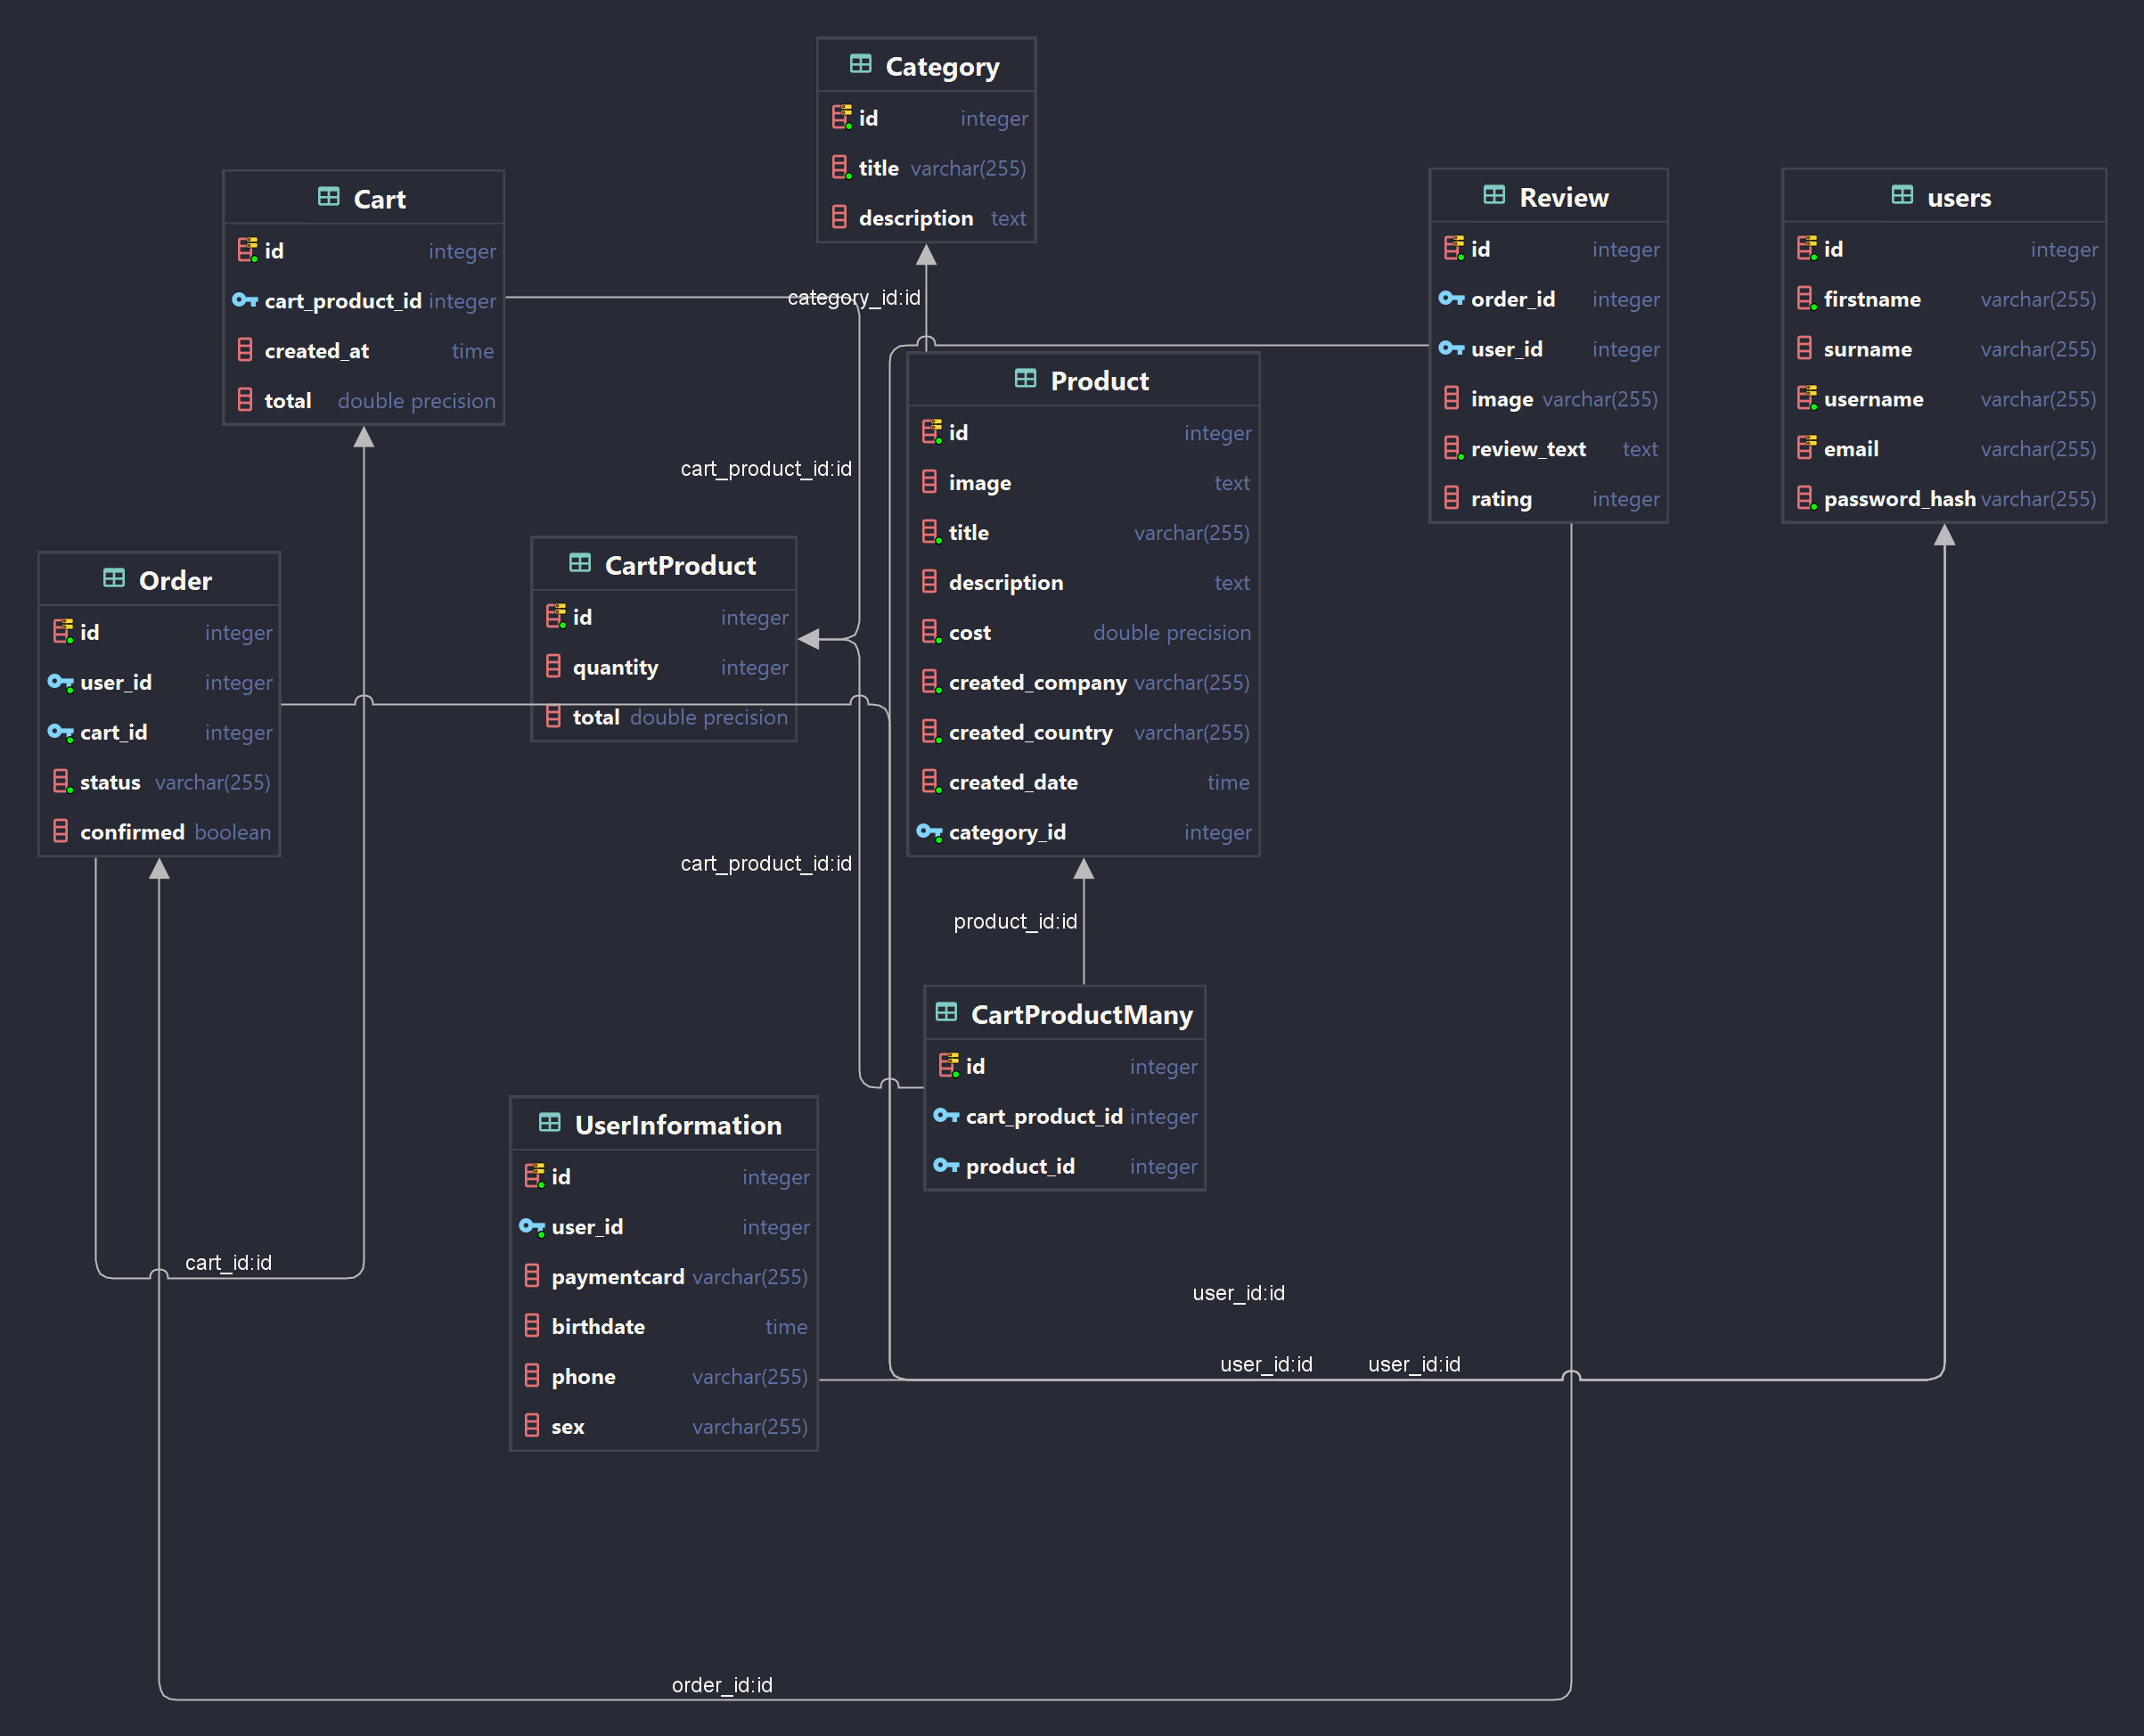 Category
id integer
title varchar(255)
description text
Cart
id integer
cart_product_id integer
created_at time
total double precision
Review
id integer
order_id integer
user_id integer
image varchar(255)
review_text text
rating integer
users
id integer
firstname varchar(255)
surname varchar(255)
username varchar(255)
email varchar(255)
password_hash varchar(255)
category_id:id
Product
id integer
image text
title varchar(255)
description text
cost double precision
created_company varchar(255)
created_country varchar(255)
created_date time
category_id integer
cart_product_id:id
CartProduct
id integer
quantity integer
total double precision
Order
id integer
user_id integer
cart_id integer
status varchar(255)
confirmed boolean
cart_product_id:id
product_id:id
CartProductMany
id integer
cart_product_id integer
product_id integer
UserInformation
id integer
user_id integer
paymentcard varchar(255)
birthdate time
phone varchar(255)
sex varchar(255)
cart_id:id
user_id:id
user_id:id user_id:id
order_id:id